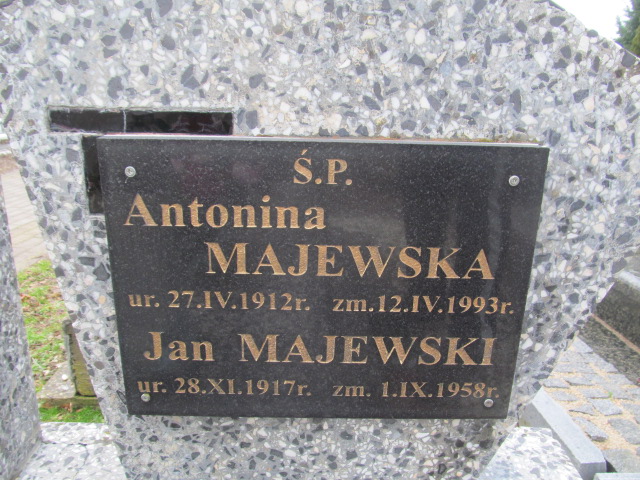 Ś.P.
Antonina
MAJEWSKA
ur. 27.IV.1912r. zm.12.IV.1993r.
Jan MAJEWSKI
ur. 28.XI.1917r. zm. 1.IX.1958r.